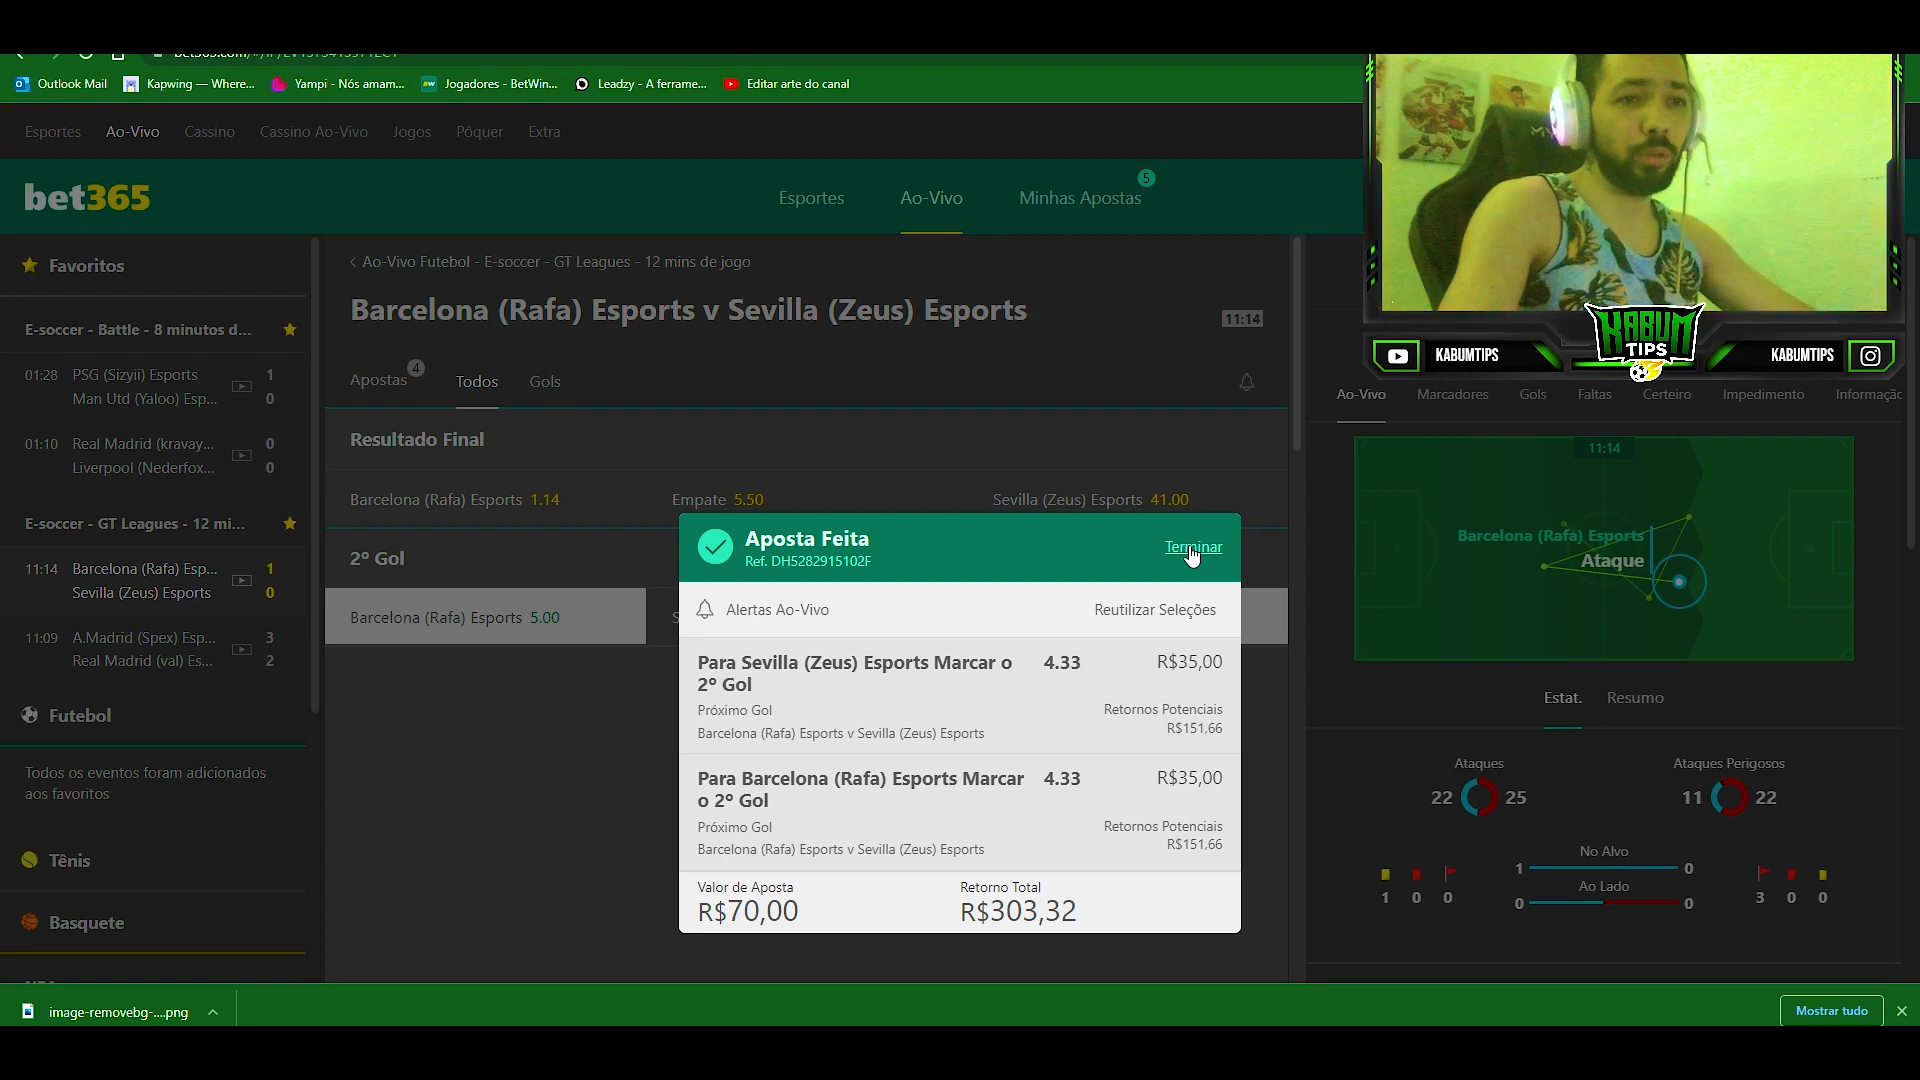 Outlook Mail
Kapwing — Where...
Yampi - Nós amam...
Jogadores - BetWin...
Leadzy - A ferrame...
Editar arte do canal
Esportes
Ao-Vivo
Cassino
Cassino Ao-Vivo
Jogos
Pôquer
Extra
bet365
Esportes
Ao-Vivo
Minhas Apostas
5
Favoritos
E-soccer - Battle - 8 minutos d...
01:28 PSG (Sizyii) Esports 1
Man Utd (Yaloo) Esp... 0
01:10 Real Madrid (kravay... 0
Liverpool (Nederfox... 0
E-soccer - GT Leagues - 12 mi...
11:14 Barcelona (Rafa) Esp... 1
Sevilla (Zeus) Esports 0
11:09 A.Madrid (Spex) Esp... 3
Real Madrid (val) Es... 2
Futebol
Todos os eventos foram adicionados
aos favoritos
Tênis
Basquete
< Ao-Vivo Futebol - E-soccer - GT Leagues - 12 mins de jogo
Barcelona (Rafa) Esports v Sevilla (Zeus) Esports
11:14
Apostas 4
Todos
Gols
Resultado Final
Barcelona (Rafa) Esports 1.14
Empate 5.50
Sevilla (Zeus) Esports 41.00
2º Gol
Barcelona (Rafa) Esports 5.00
Aposta Feita
Ref. DH5282915102F
Terminar
Alertas Ao-Vivo
Reutilizar Seleções
Para Sevilla (Zeus) Esports Marcar o 4.33 R$35,00
2º Gol
Próximo Gol
Retornos Potenciais
Barcelona (Rafa) Esports v Sevilla (Zeus) Esports
R$151,66
Para Barcelona (Rafa) Esports Marcar 4.33 R$35,00
o 2º Gol
Próximo Gol
Retornos Potenciais
Barcelona (Rafa) Esports v Sevilla (Zeus) Esports
R$151,66
Valor de Aposta
Retorno Total
R$70,00
R$303,32
KABUMTIPS
KABUM
TIPS
KABUMTIPS
Ao-Vivo
Marcadores
Gols
Faltas
Certeiro
Impedimento
Informaçã
11:14
Barcelona (Rafa) Esports
Ataque
Estat.
Resumo
Ataques
22 25
Ataques Perigosos
11 22
No Alvo
1 0
Ao Lado
0 0
1 0 0
3 0 0
image-removebg-....png
Mostrar tudo